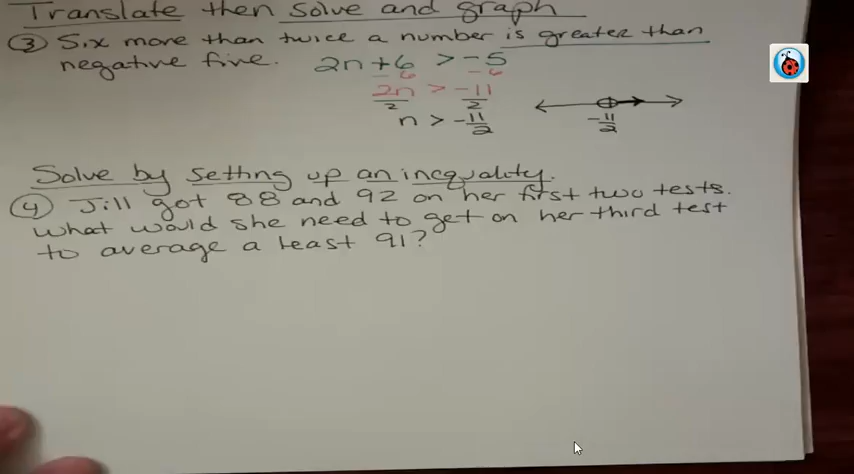 Translate then solve and graph
③ Six more than twice a number is greater than
negative five. 2n + 6 > -5
-6 -6
2n > -11
2 2
n > -11/2
-11/2
Solve by setting up an inequality.
④ Jill got 88 and 92 on her first two tests.
What would she need to get on her third test
to average a least 91?